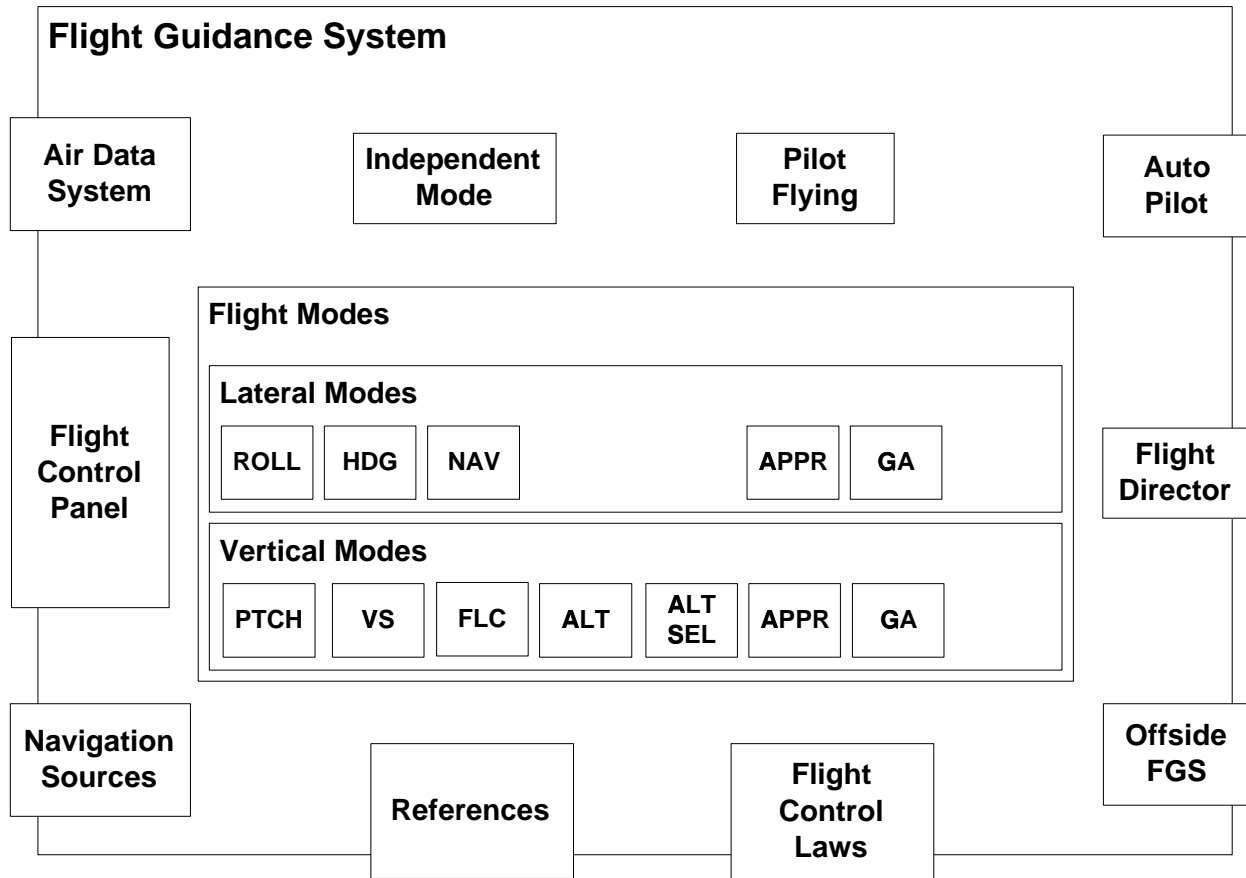 Flight Guidance System
Air Data
System
Independent
Mode
Pilot
Flying
Auto
Pilot
Flight Modes
Lateral Modes
ROLL
HDG
NAV
APPR
GA
Flight
Control
Panel
Flight
Director
Vertical Modes
PTCH
VS
FLC
ALT
ALT
SEL
APPR
GA
Navigation
Sources
References
Flight
Control
Laws
Offside
FGS